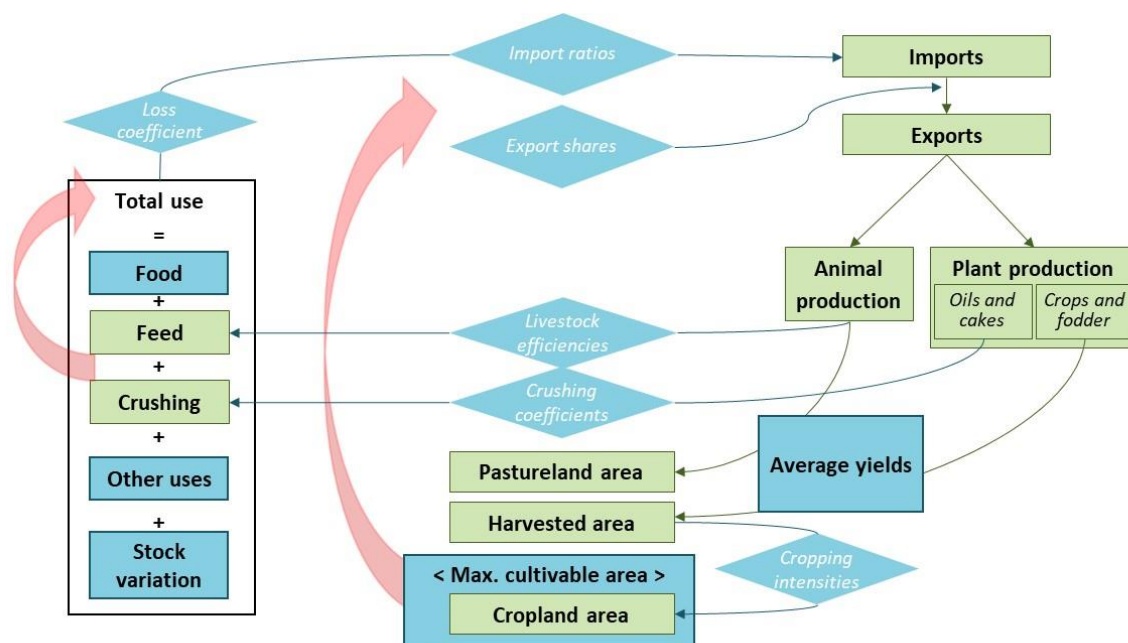 Import ratios
Imports
Loss
coefficient
Export shares
Exports
Total use
=
Food
+
Feed
+
Crushing
+
Other uses
+
Stock
variation
Animal
production
Plant production
Oils and
cakes
Crops and
fodder
Livestock
efficiencies
Crushing
coefficients
Average yields
Pastureland area
Harvested area
Cropping
intensities
< Max. cultivable area >
Cropland area